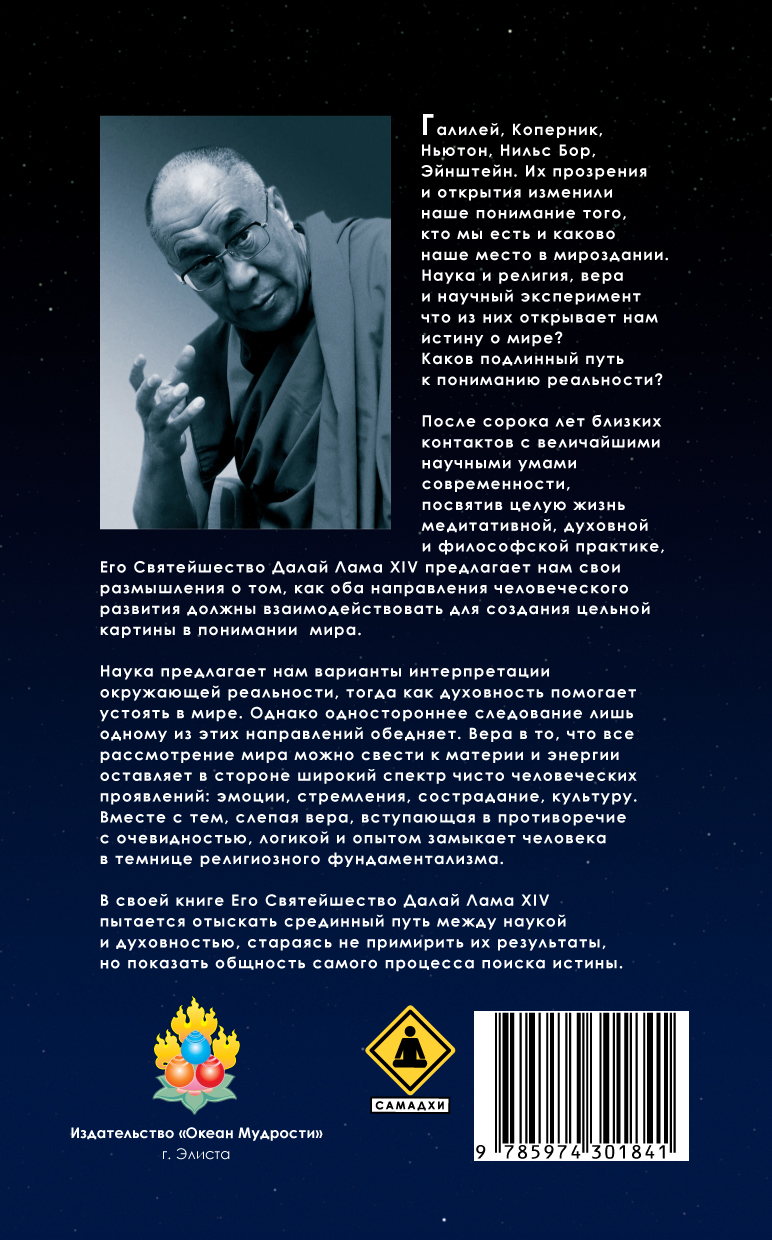 Галилей, Коперник,
Ньютон, Нильс Бор,
Эйнштейн. Их прозрения
и открытия изменили
наше понимание того,
кто мы есть и каково
наше место в мироздании.
Наука и религия, вера
и научный эксперимент
что из них открывает нам
истину о мире?
Каков подлинный путь
к пониманию реальности?
После сорока лет близких
контактов с величайшими
научными умами
современности,
посвятив целую жизнь
медитативной, духовной
и философской практике,
Его Святейшество Далай Лама XIV предлагает нам свои
размышления о том, как оба направления человеческого
развития должны взаимодействовать для создания цельной
картины в понимании мира.
Наука предлагает нам варианты интерпретации
окружающей реальности, тогда как духовность помогает
устоять в мире. Однако одностороннее следование лишь
одному из этих направлений обедняет. Вера в то, что все
рассмотрение мира можно свести к материи и энергии
оставляет в стороне широкий спектр чисто человеческих
проявлений: эмоции, стремления, сострадание, культуру.
Вместе с тем, слепая вера, вступающая в противоречие
с очевидностью, логикой и опытом замыкает человека
в темнице религиозного фундаментализма.
В своей книге Его Святейшество Далай Лама XIV
пытается отыскать срединный путь между наукой
и духовностью, стараясь не примирить их результаты,
но показать общность самого процесса поиска истины.
Издательство «Океан Мудрости»
г. Элиста
САМАДХИ
9 785974 301841